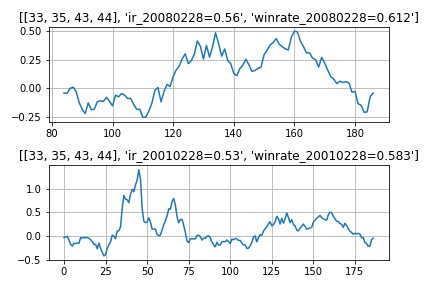 [[33, 35, 43, 44], 'ir_20080228=0.56', 'winrate_20080228=0.612']
0.50
0.25
0.00
-0.25
80 100 120 140 160 180
[[33, 35, 43, 44], 'ir_20010228=0.53', 'winrate_20010228=0.583']
1.0
0.5
0.0
-0.5
0 25 50 75 100 125 150 175